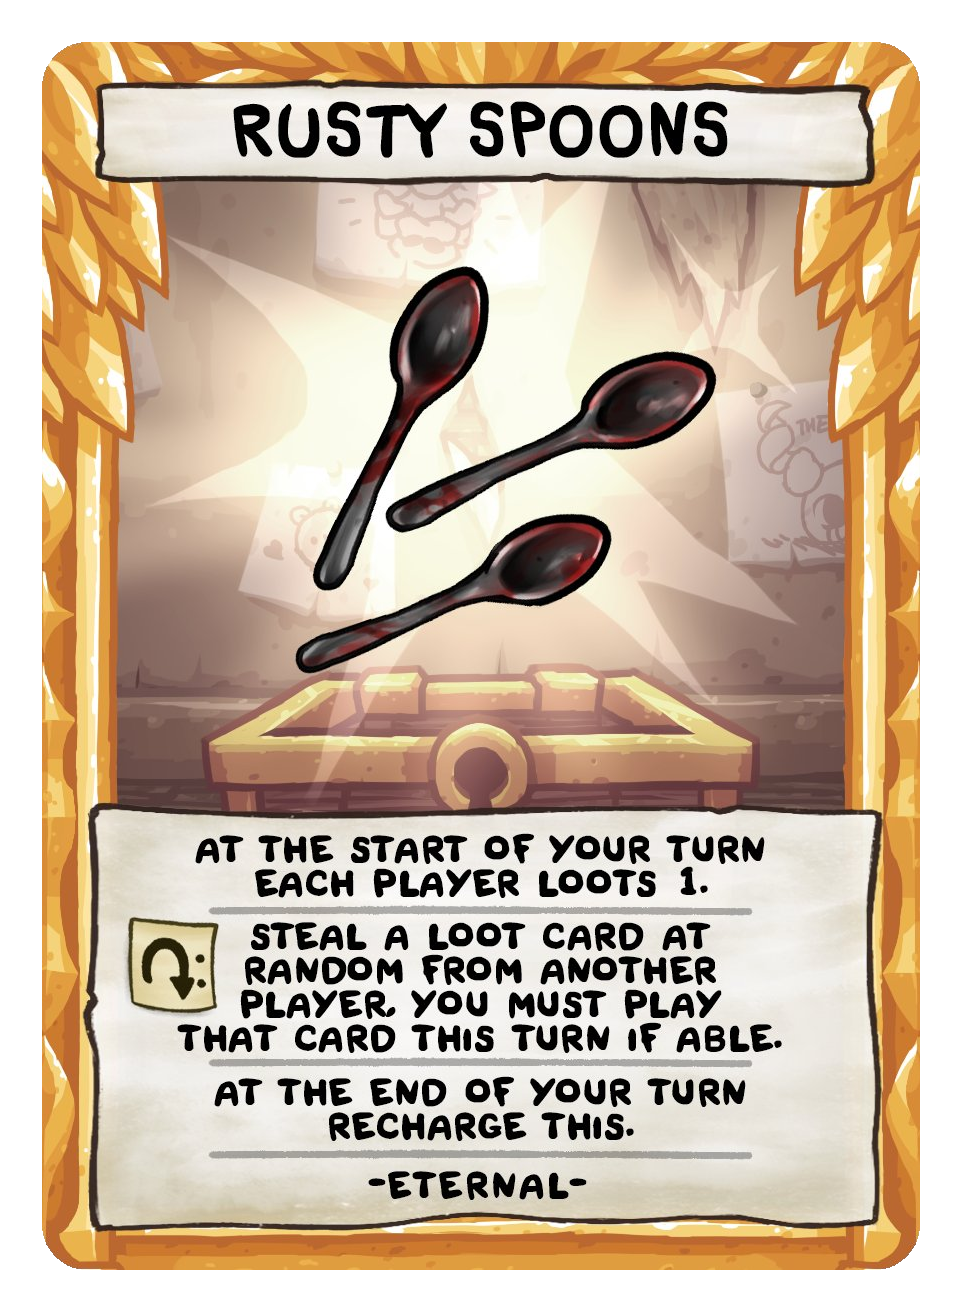 RUSTY SPOONS
THE
AT THE START OF YOUR TURN
EACH PLAYER LOOTS 1.
STEAL A LOOT CARD AT
RANDOM FROM ANOTHER
PLAYER. YOU MUST PLAY
THAT CARD THIS TURN IF ABLE.
AT THE END OF YOUR TURN
RECHARGE THIS.
-ETERNAL-